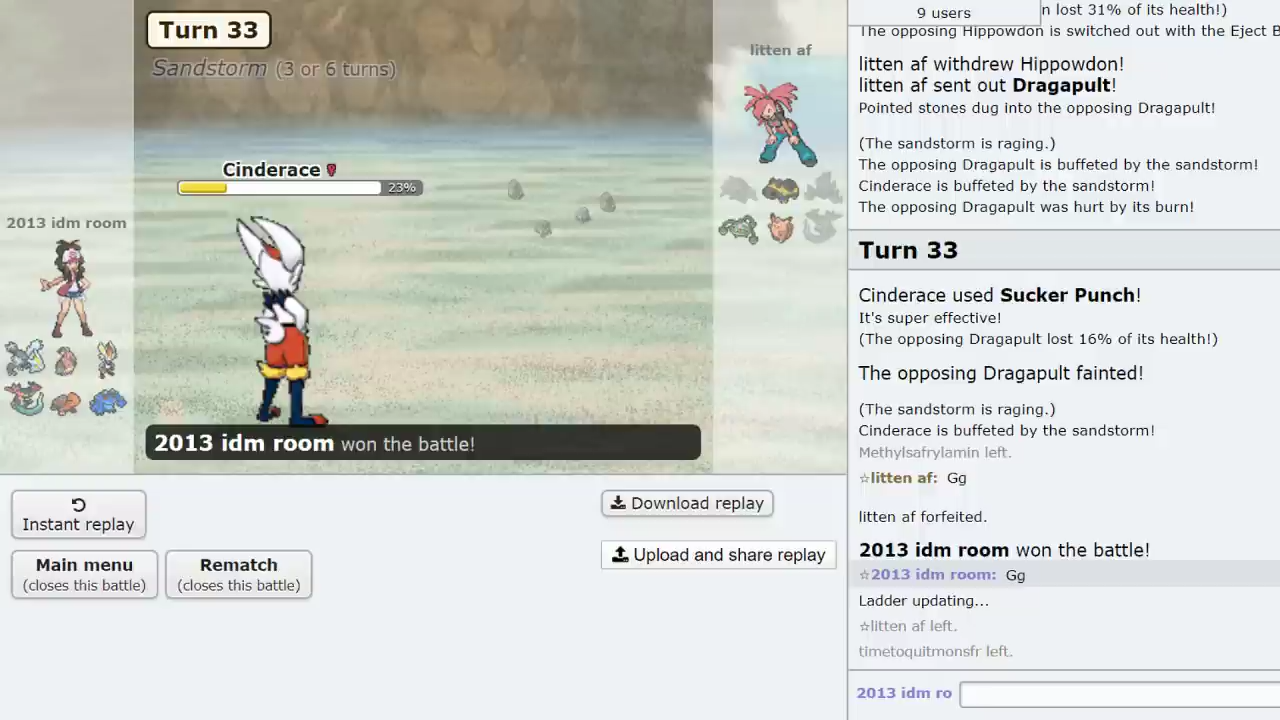 Turn 33
Sandstorm (3 or 6 turns)
Cinderace
23%
2013 idm room
litten af
2013 idm room won the battle!
Instant replay
Download replay
Upload and share replay
Main menu
(closes this battle)
Rematch
(closes this battle)
9 users
n lost 31% of its health!)
The opposing Hippowdon is switched out with the Eject B
litten af withdrew Hippowdon!
litten af sent out Dragapult!
Pointed stones dug into the opposing Dragapult!
(The sandstorm is raging.)
The opposing Dragapult is buffeted by the sandstorm!
Cinderace is buffeted by the sandstorm!
The opposing Dragapult was hurt by its burn!
Turn 33
Cinderace used Sucker Punch!
It's super effective!
(The opposing Dragapult lost 16% of its health!)
The opposing Dragapult fainted!
(The sandstorm is raging.)
Cinderace is buffeted by the sandstorm!
Methylsafrylamin left.
☆litten af: Gg
litten af forfeited.
2013 idm room won the battle!
☆2013 idm room: Gg
Ladder updating...
☆litten af left.
timetoquitmonsfr left.
2013 idm ro